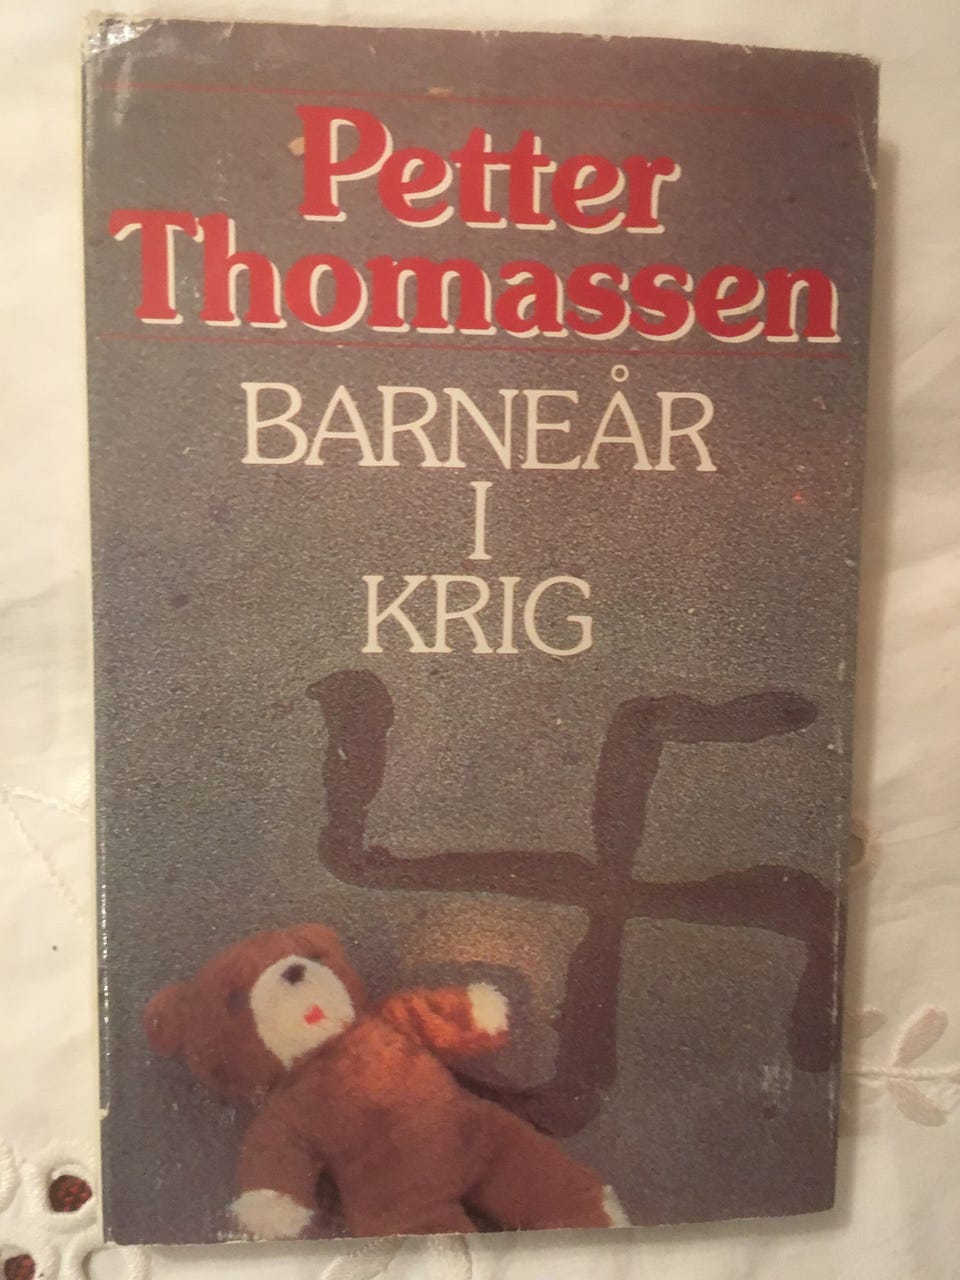 Petter
Thomassen
BARNEÅR
I
KRIG